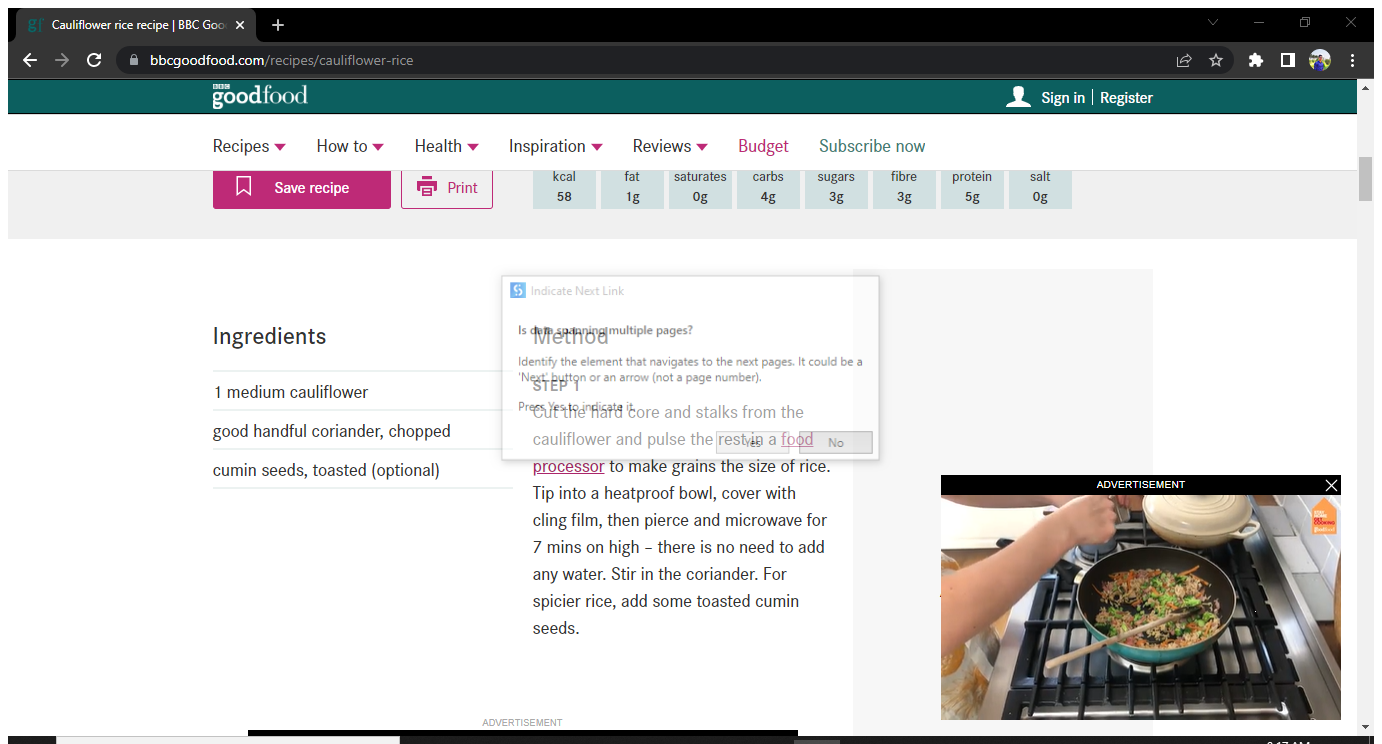 Cauliflower rice recipe | BBC Goo
bbcgoodfood.com/recipes/cauliflower-rice
BBC
goodfood
Sign in | Register
Recipes How to Health Inspiration Reviews Budget Subscribe now
Save recipe Print
kcal fat saturates carbs sugars fibre protein salt
58 1g 0g 4g 3g 3g 5g 0g
Indicate Next Link
Is data spanning multiple pages?
Identify the element that navigates to the next pages. It could be a
'Next' button or an arrow (not a page number).
Press Yes to indicate it.
Yes No
Ingredients
1 medium cauliflower
good handful coriander, chopped
cumin seeds, toasted (optional)
Method
STEP 1
Cut the hard core and stalks from the
cauliflower and pulse the rest in a food
processor to make grains the size of rice.
Tip into a heatproof bowl, cover with
cling film, then pierce and microwave for
7 mins on high – there is no need to add
any water. Stir in the coriander. For
spicier rice, add some toasted cumin
seeds.
ADVERTISEMENT
ADVERTISEMENT